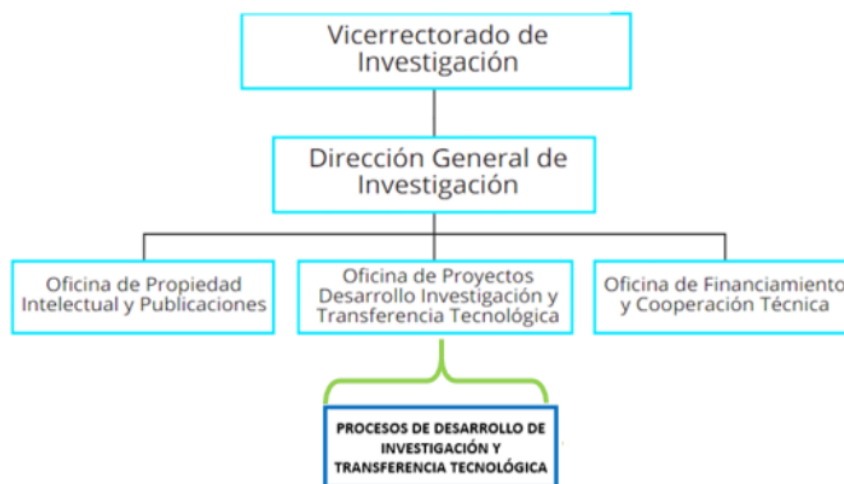 Vicerrectorado de
Investigación
Dirección General de
Investigación
Oficina de Propiedad
Intelectual y Publicaciones
Oficina de Proyectos
Desarrollo Investigación y
Transferencia Tecnológica
Oficina de Financiamiento
y Cooperación Técnica
PROCESOS DE DESARROLLO DE
INVESTIGACIÓN Y
TRANSFERENCIA TECNOLÓGICA